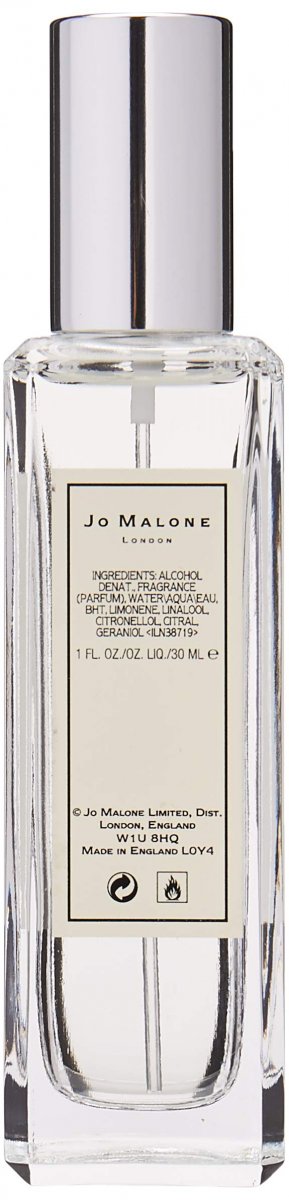 JO MALONE
LONDON
INGREDIENTS: ALCOHOL
DENAT., FRAGRANCE
(PARFUM), WATER\AQUA\EAU,
BHT, LIMONENE, LINALOOL,
CITRONELLOL, CITRAL,
GERANIOL <ILN38719>
1 FL. OZ./OZ. LIQ./30 ML ℮
© JO MALONE LIMITED, DIST.
LONDON, ENGLAND
W1U 8HQ
MADE IN ENGLAND L0Y4